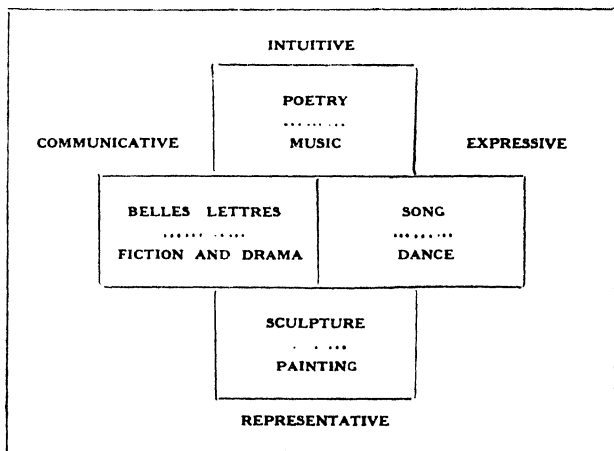 INTUITIVE
POETRY
MUSIC
COMMUNICATIVE
EXPRESSIVE
BELLES LETTRES
FICTION AND DRAMA
SONG
DANCE
SCULPTURE
PAINTING
REPRESENTATIVE